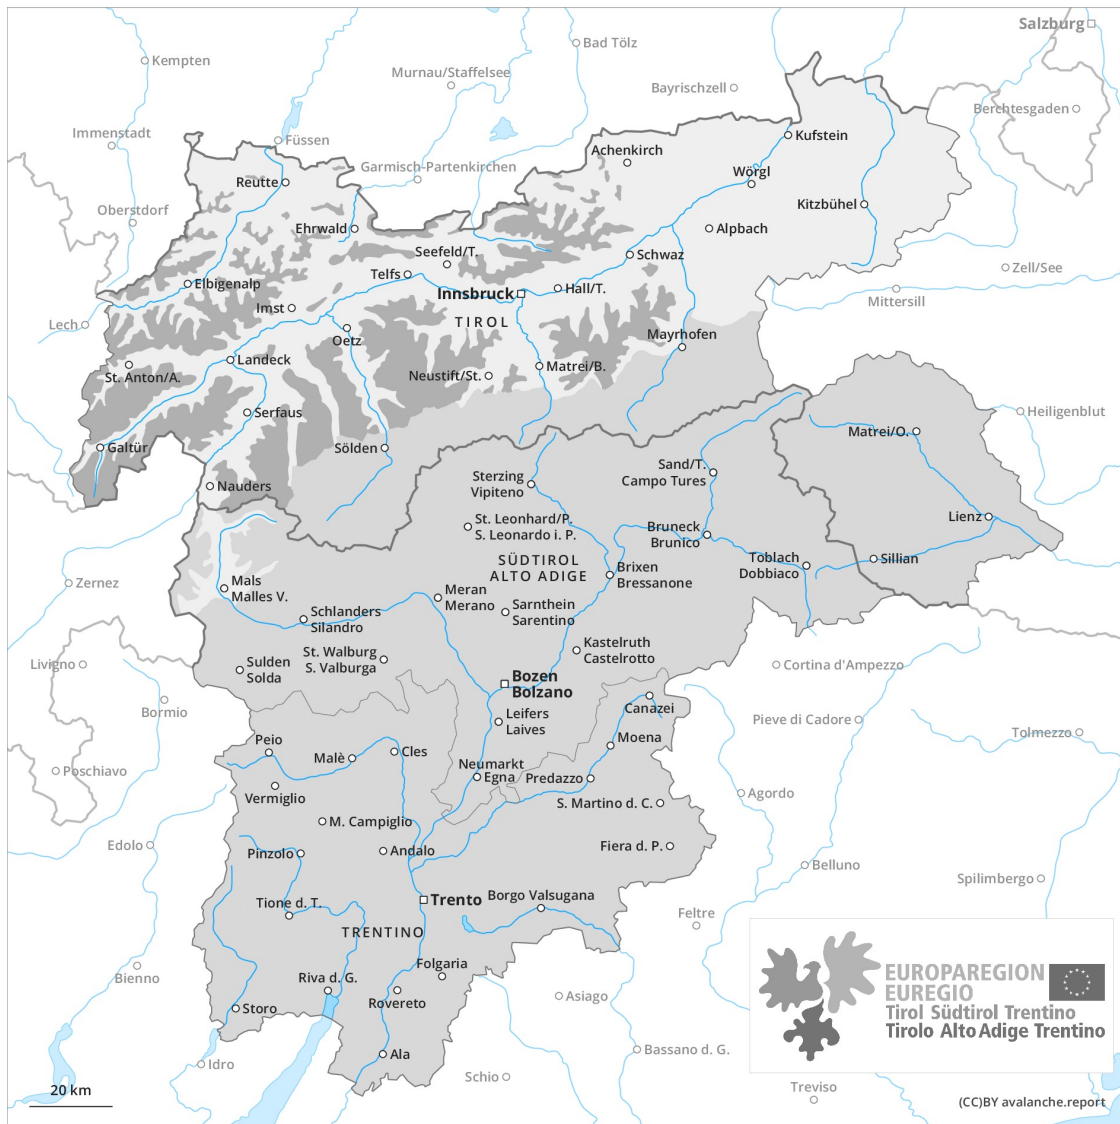 Salzburg
Bad Tölz
Kempten
Murnau/Staffelsee
Bayrischzell
Berchtesgaden
Immenstadt
Füssen
Kufstein
Achenkirch
Garmisch-Partenkirchen
Wörgl
Reutte
Kitzbühel
Oberstdorf
Ehrwald
Alpbach
Seefeld/T.
Schwaz
Zell/See
Telfs
Elbigenalp
Hall/T.
Innsbruck
Mittersill
Imst
TIROL
Lech
Oetz
Mayrhofen
Landeck
Matrei/B.
St. Anton/A.
Neustift/St.
Serfaus
Heiligenblut
Matrei/O.
Galtür
Sölden
Sand/T.
Campo Tures
Sterzing
Vipiteno
Nauders
Lienz
St. Leonhard/P.
S. Leonardo i. P.
Bruneck
Brunico
SÜDTIROL
ALTO ADIGE
Toblach
Dobbiaco
Sillian
Brixen
Bressanone
Zernez
Mals
Malles V.
Meran
Merano
Sarnthein
Sarentino
Schlanders
Silandro
Kastelruth
Castelrotto
St. Walburg
S. Valburga
Livigno
Sulden
Solda
Cortina d'Ampezzo
Bozen
Bolzano
Canazei
Bormio
Leifers
Laives
Pieve di Cadore
Tolmezzo
Moena
Peio
Malè
Cles
Neumarkt
Egna
Predazzo
Poschiavo
Vermiglio
S. Martino d. C.
Agordo
M. Campiglio
Edolo
Pinzolo
Andalo
Fiera d. P.
Belluno
Spilimbergo
Borgo Valsugana
Trento
Tione d. T.
Feltre
TRENTINO
Folgaria
Bienno
Riva d. G.
Rovereto
Asiago
Storo
EUROPAREGION
EUREGIO
Tirol Südtirol Trentino
Tirolo Alto Adige Trentino
Ala
Bassano d. G.
Idro
Schio
Treviso
20 km
(CC)BY avalanche.report